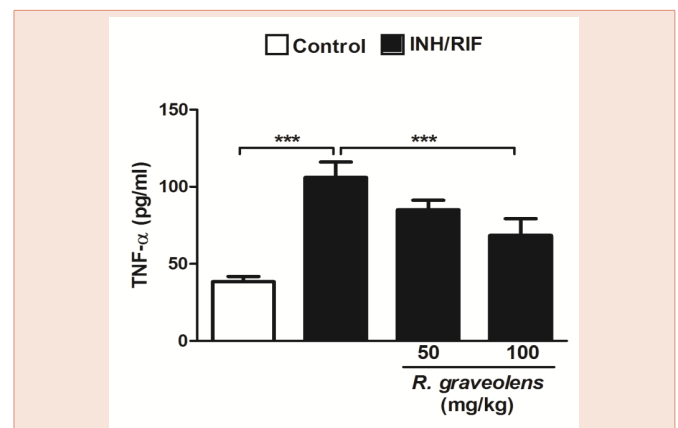 Control INH/RIF
150
*** ***
100
50
0
TNF-α (pg/ml)
50 100
R. graveolens
(mg/kg)